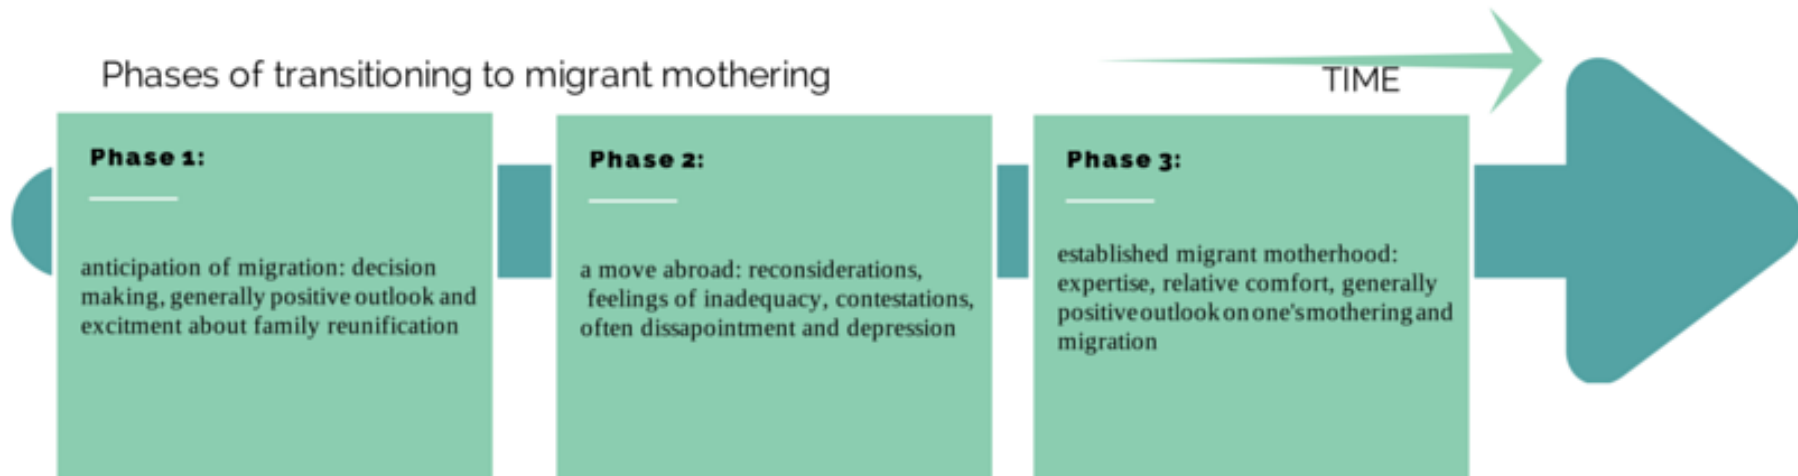 Phases of transitioning to migrant mothering
TIME
Phase 1:
anticipation of migration: decision
making, generally positive outlook and
excitment about family reunification
Phase 2:
a move abroad: reconsiderations,
feelings of inadequacy, contestations,
often dissapointment and depression
Phase 3:
established migrant motherhood:
expertise, relative comfort, generally
positive outlook on one's mothering and
migration